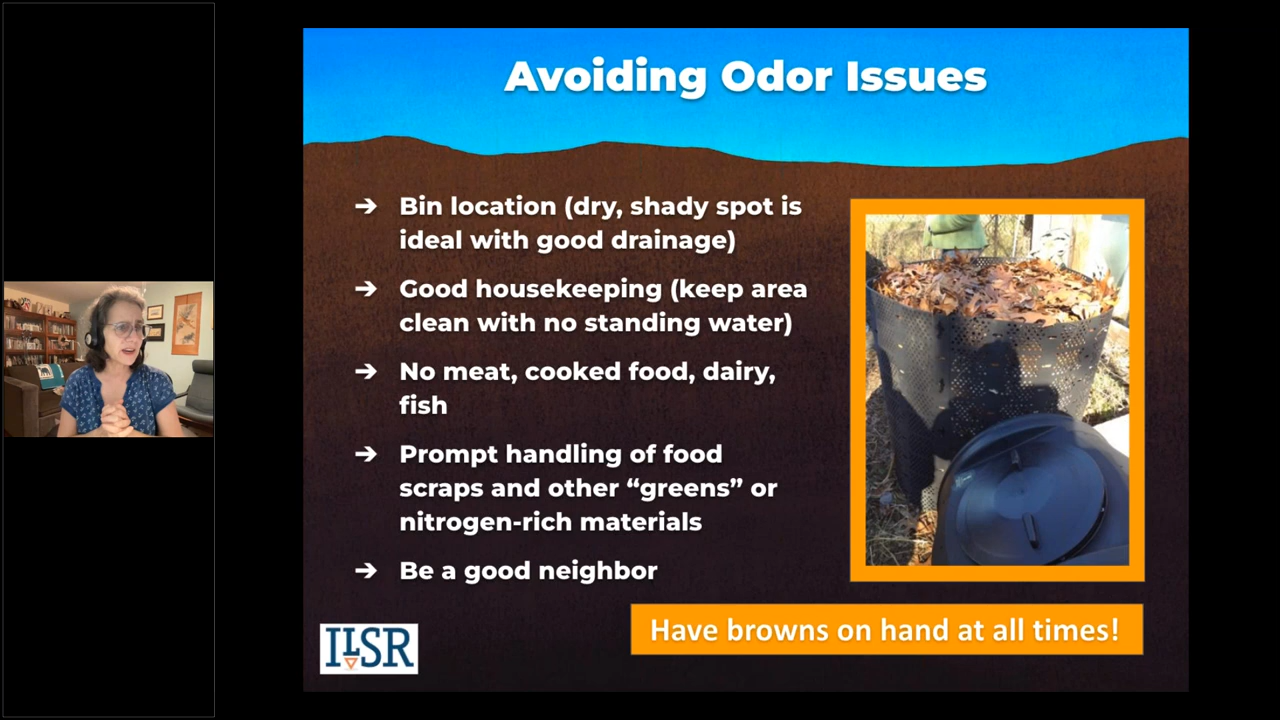 Avoiding Odor Issues
➔ Bin location (dry, shady spot is
ideal with good drainage)
➔ Good housekeeping (keep area
clean with no standing water)
➔ No meat, cooked food, dairy,
fish
➔ Prompt handling of food
scraps and other “greens” or
nitrogen-rich materials
➔ Be a good neighbor
Have browns on hand at all times!
ILSR